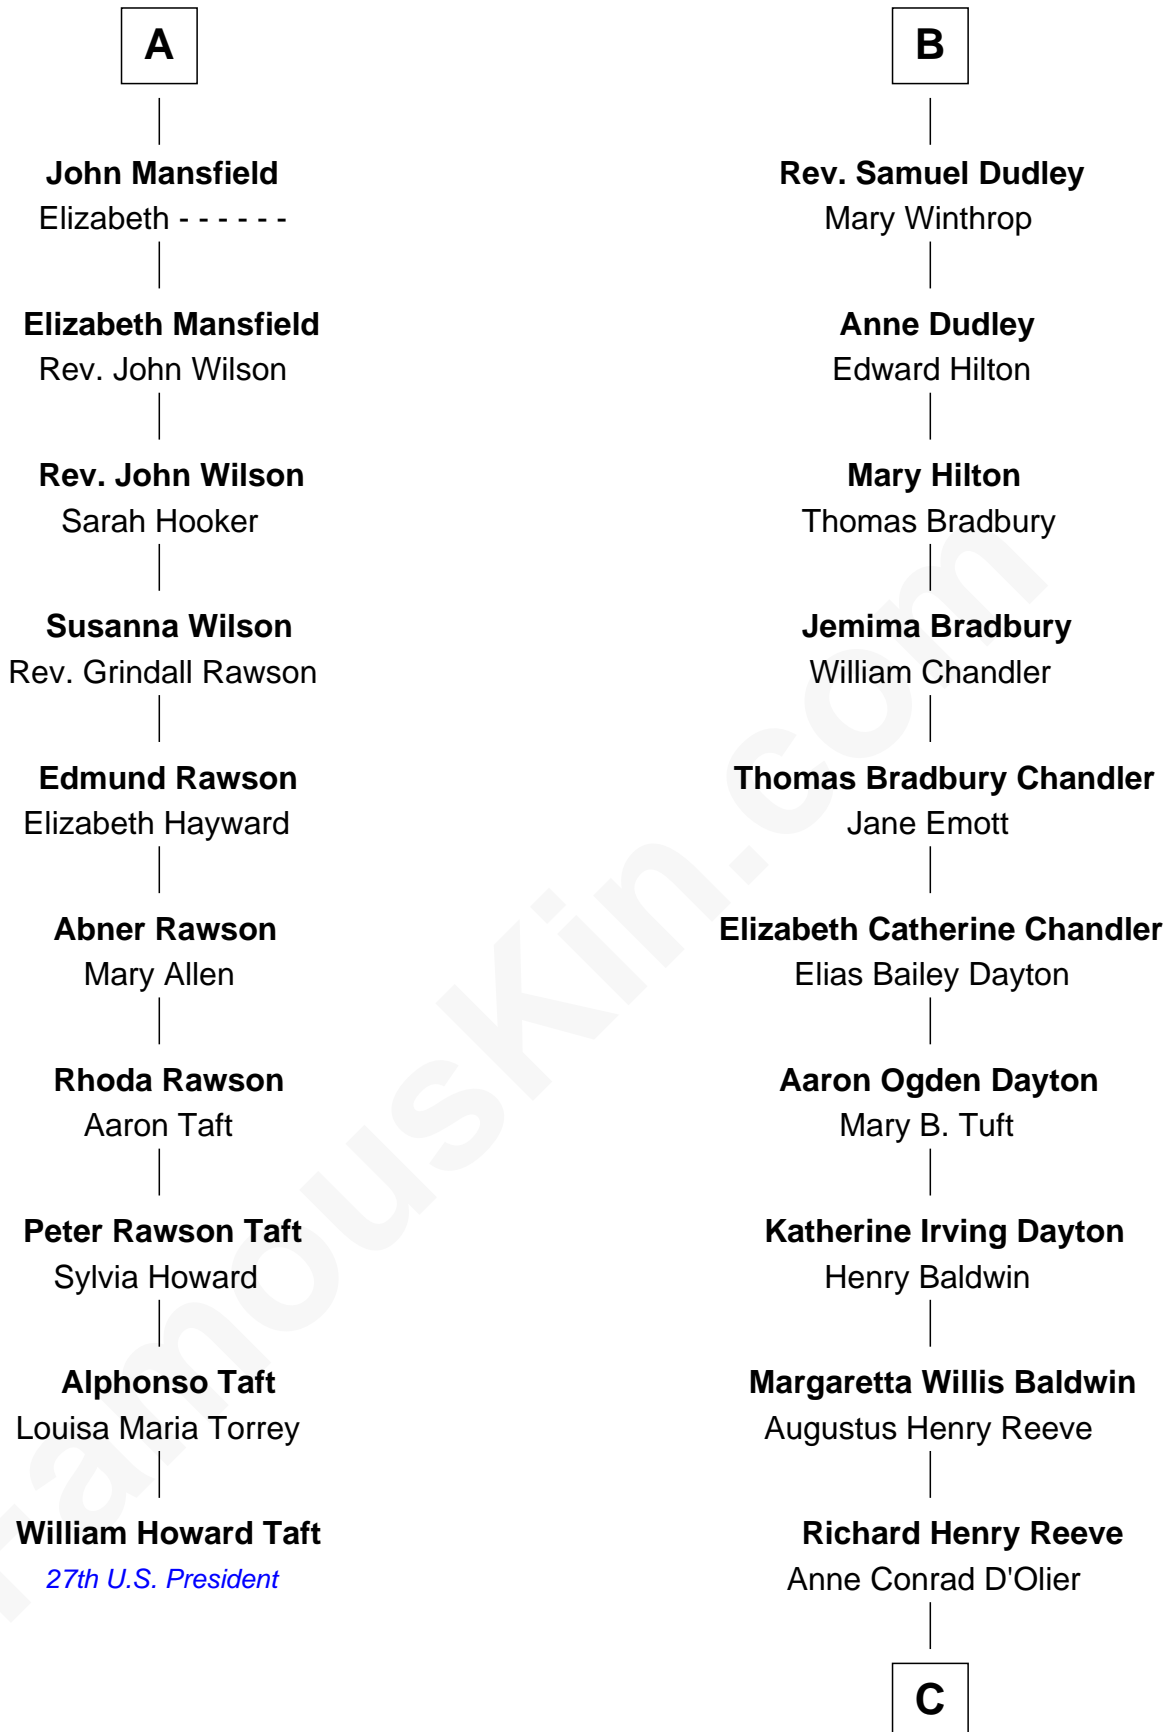 A
John Mansfield
Elizabeth - - - - - -
Elizabeth Mansfield
Rev. John Wilson
Rev. John Wilson
Sarah Hooker
Susanna Wilson
Rev. Grindall Rawson
Edmund Rawson
Elizabeth Hayward
Abner Rawson
Mary Allen
Rhoda Rawson
Aaron Taft
Peter Rawson Taft
Sylvia Howard
Alphonso Taft
Louisa Maria Torrey
William Howard Taft
27th U.S. President
B
Rev. Samuel Dudley
Mary Winthrop
Anne Dudley
Edward Hilton
Mary Hilton
Thomas Bradbury
Jemima Bradbury
William Chandler
Thomas Bradbury Chandler
Jane Emott
Elizabeth Catherine Chandler
Elias Bailey Dayton
Aaron Ogden Dayton
Mary B. Tuft
Katherine Irving Dayton
Henry Baldwin
Margaretta Willis Baldwin
Augustus Henry Reeve
Richard Henry Reeve
Anne Conrad D'Olier
C
FamousKin.com